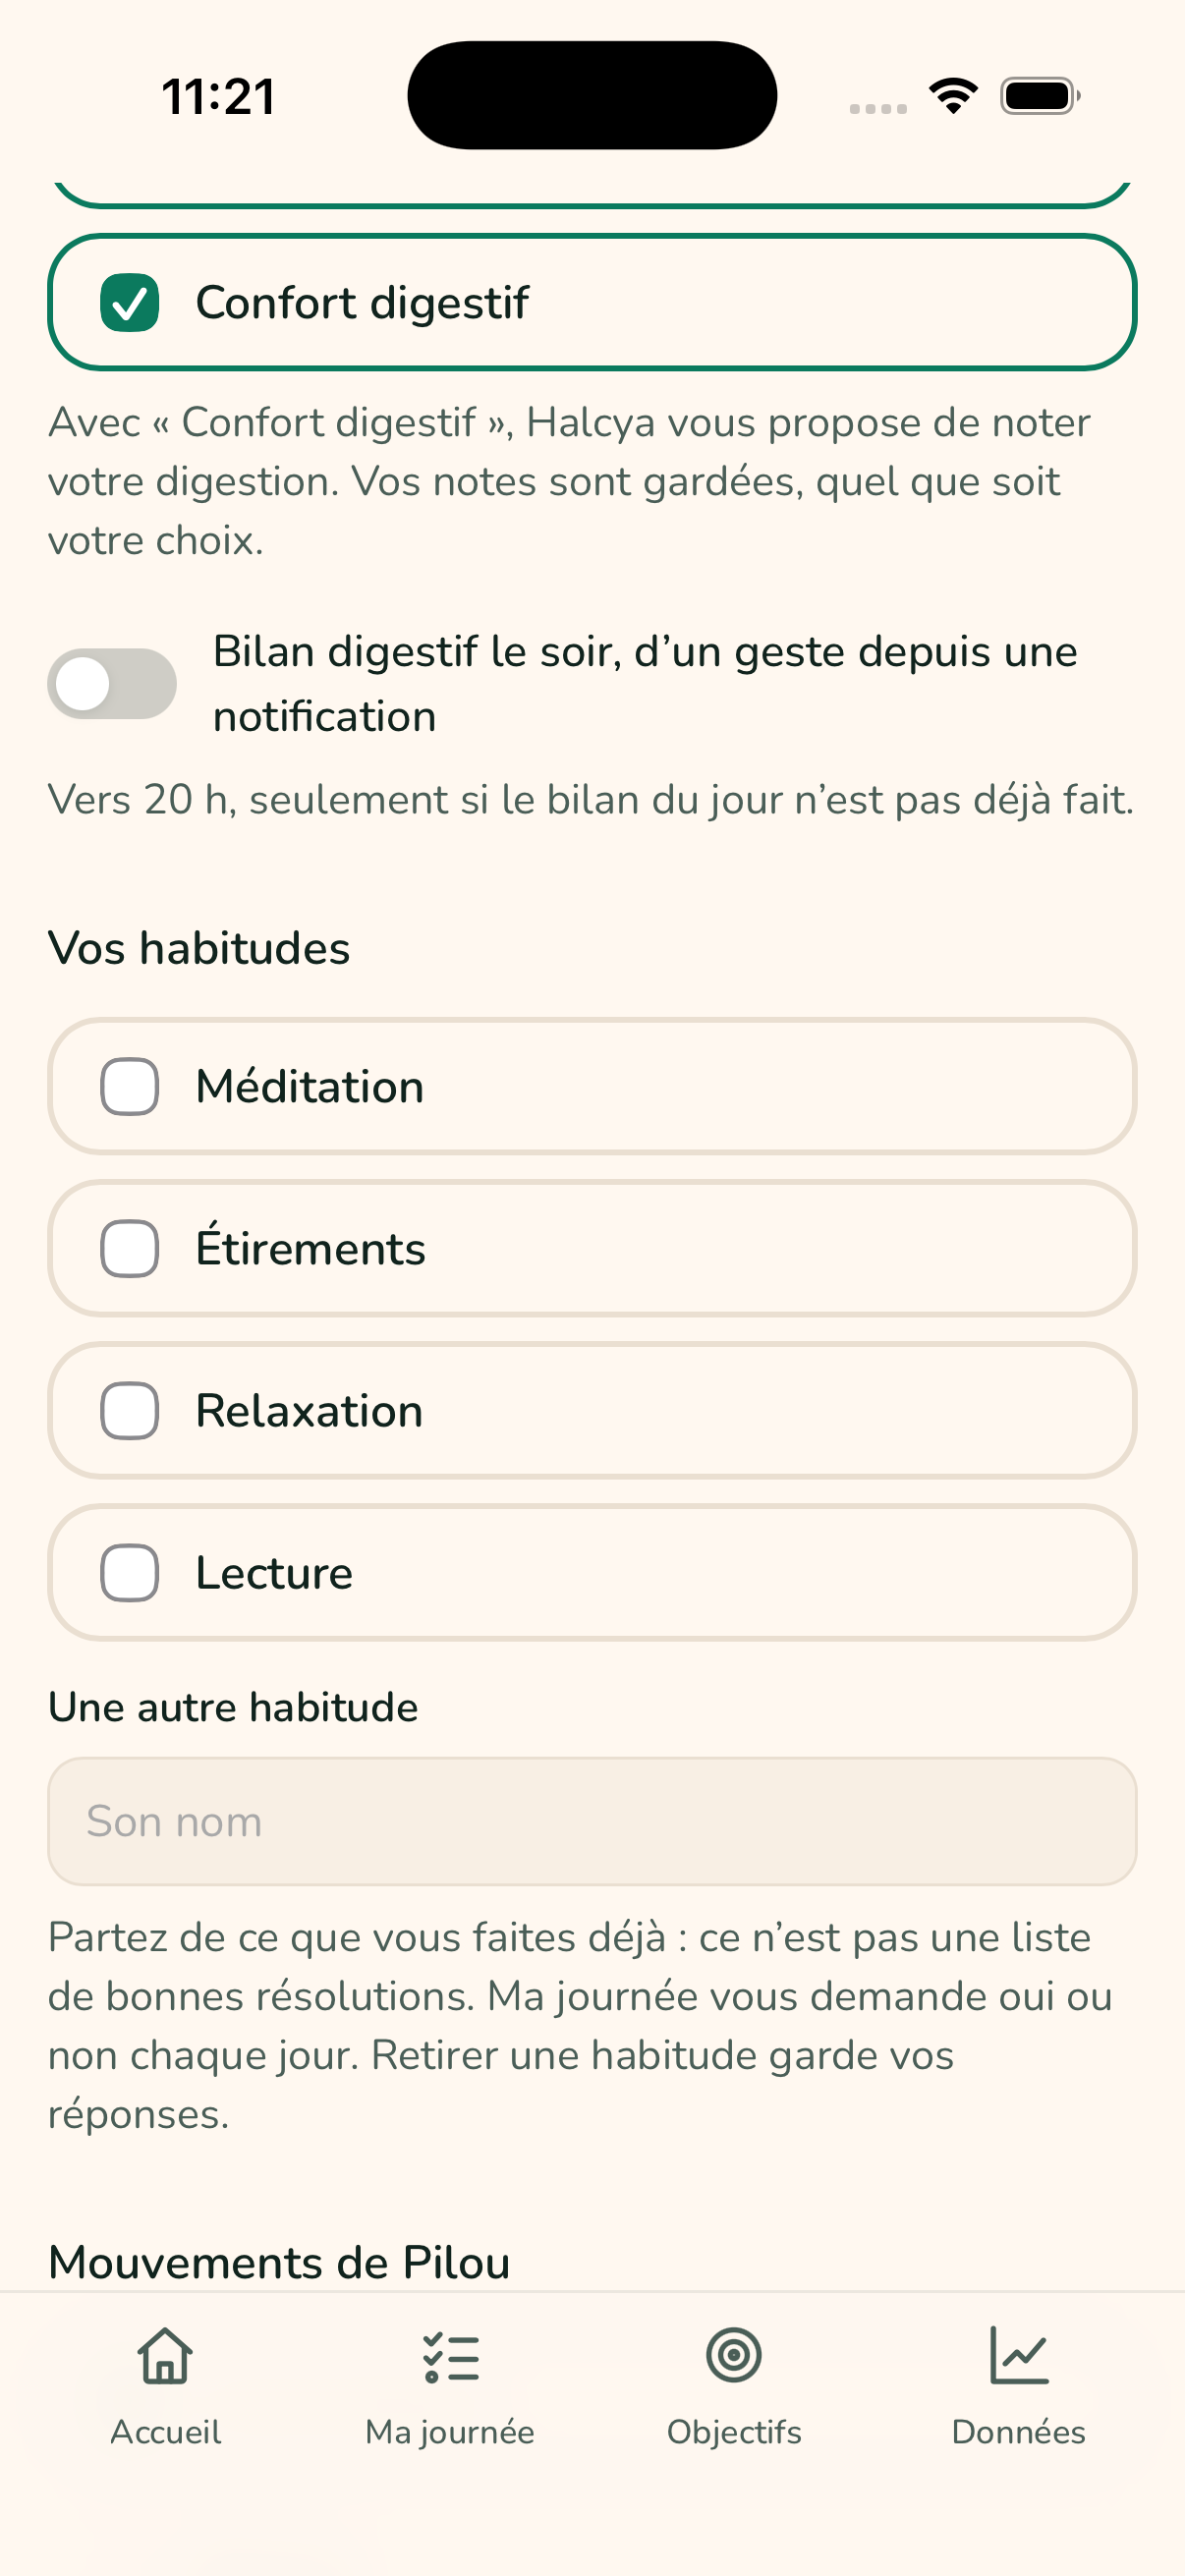 11:21
Confort digestif
Avec « Confort digestif », Halcya vous propose de noter
votre digestion. Vos notes sont gardées, quel que soit
votre choix.
Bilan digestif le soir, d’un geste depuis une
notification
Vers 20 h, seulement si le bilan du jour n’est pas déjà fait.
Vos habitudes
Méditation
Étirements
Relaxation
Lecture
Une autre habitude
Son nom
Partez de ce que vous faites déjà : ce n’est pas une liste
de bonnes résolutions. Ma journée vous demande oui ou
non chaque jour. Retirer une habitude garde vos
réponses.
Mouvements de Pilou
Accueil
Ma journée
Objectifs
Données